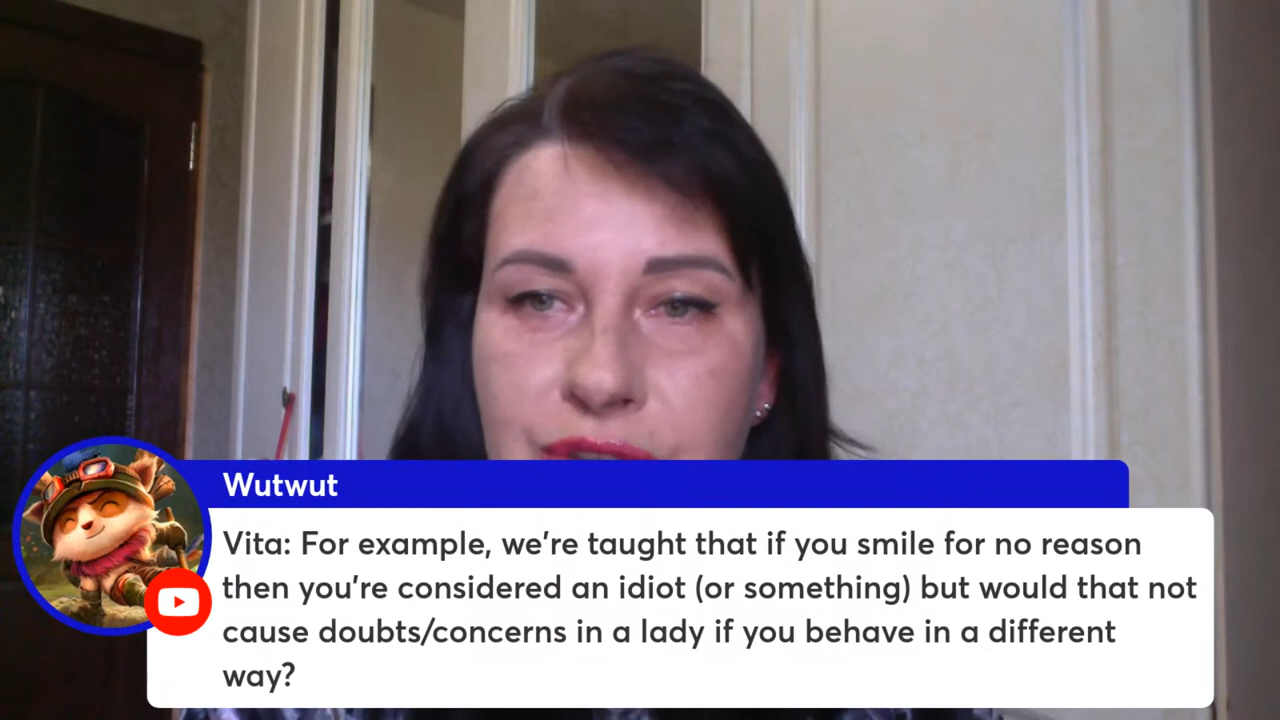 Wutwut
Vita: For example, we're taught that if you smile for no reason
then you're considered an idiot (or something) but would that not
cause doubts/concerns in a lady if you behave in a different
way?